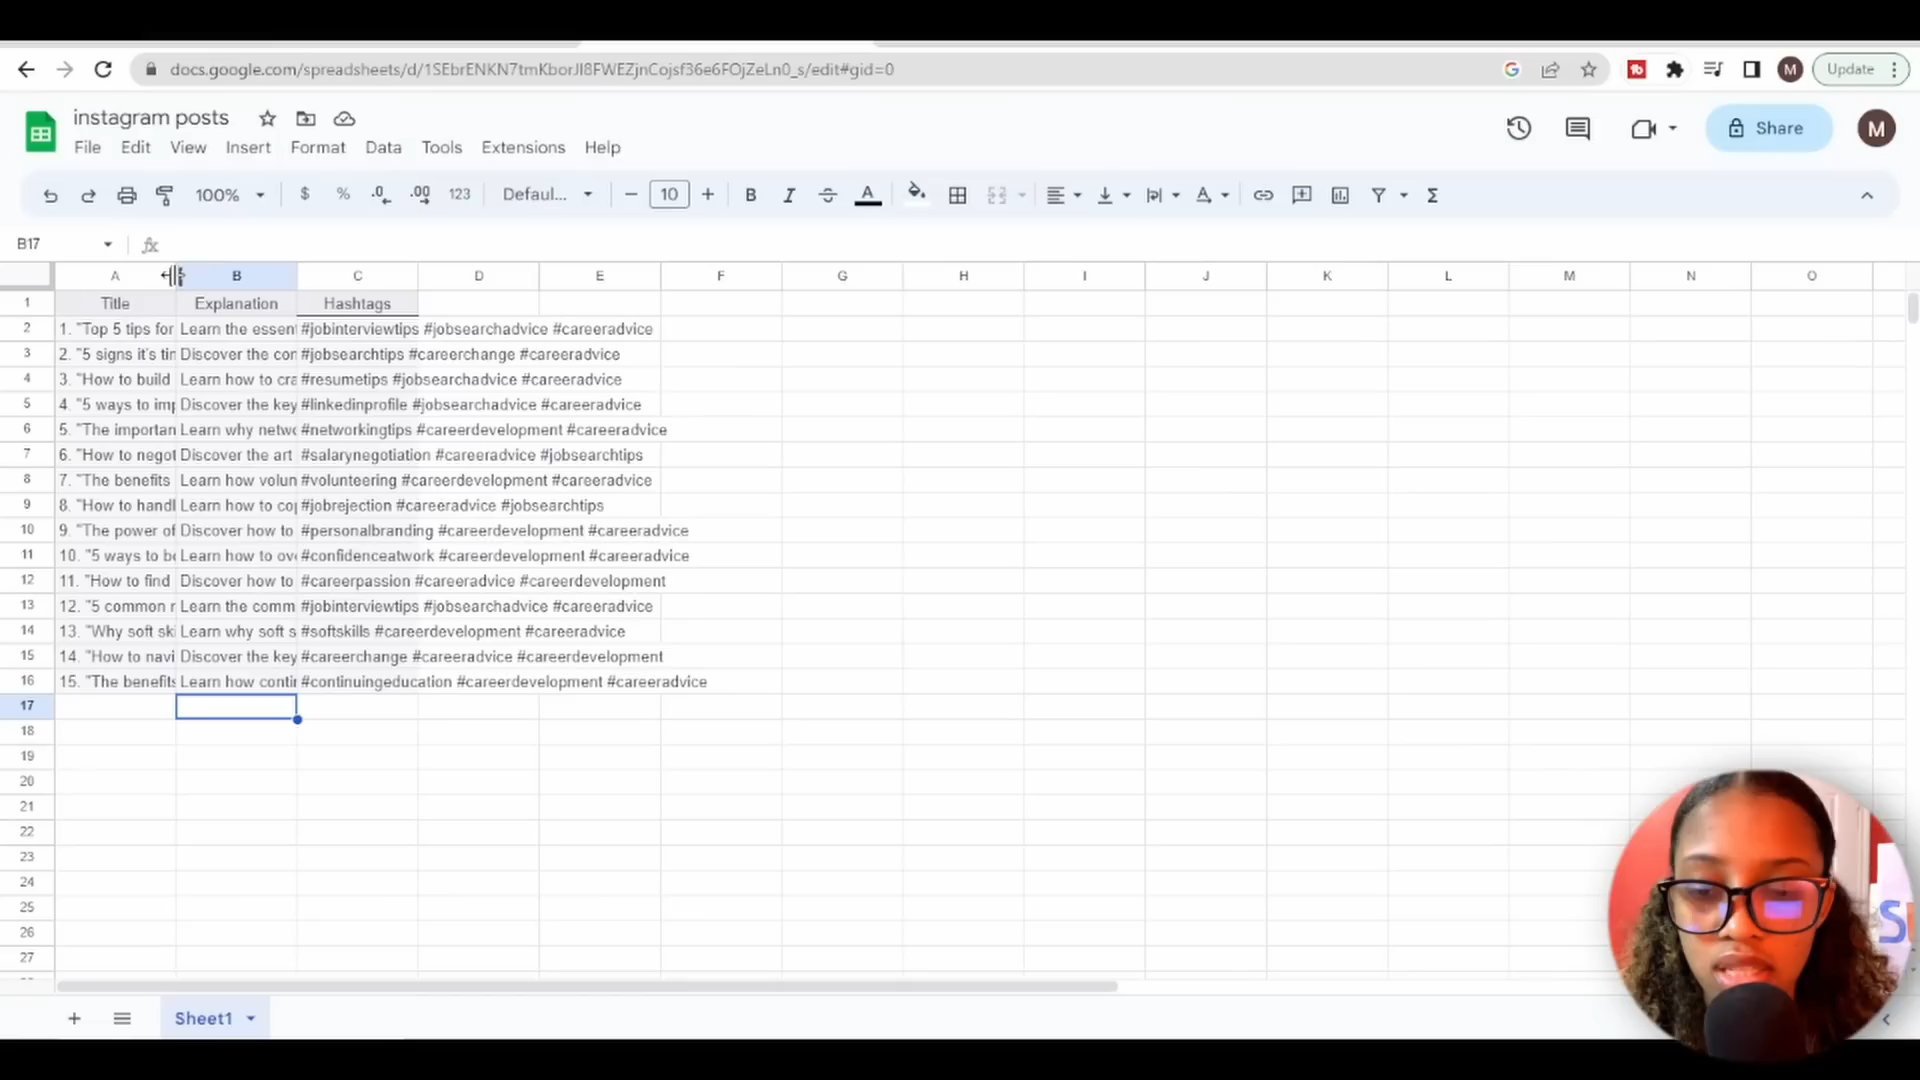 docs.google.com/spreadsheets/d/1SEbrENKN7tmKborJI8FWEZjnCojsf36e6FOjZeLn0_s/edit#gid=0
M
Update
instagram posts
Share
M
File Edit View Insert Format Data Tools Extensions Help
100% $ % .0 .00 123 Defaul... 10 B I A
B17
A B C D E F G H I J K L M N O
1 Title Explanation Hashtags
2 1. "Top 5 tips for Learn the essent #jobinterviewtips #jobsearchadvice #careeradvice
3 2. "5 signs it's tin Discover the con #jobsearchtips #careerchange #careeradvice
4 3. "How to build Learn how to cra #resumetips #jobsearchadvice #careeradvice
5 4. "5 ways to imp Discover the key #linkedinprofile #jobsearchadvice #careeradvice
6 5. "The importan Learn why netwo #networkingtips #careerdevelopment #careeradvice
7 6. "How to negot Discover the art #salarynegotiation #careeradvice #jobsearchtips
8 7. "The benefits Learn how volun #volunteering #careerdevelopment #careeradvice
9 8. "How to handl Learn how to cop #jobrejection #careeradvice #jobsearchtips
10 9. "The power of Discover how to #personalbranding #careerdevelopment #careeradvice
11 10. "5 ways to bo Learn how to ove #confidenceatwork #careerdevelopment #careeradvice
12 11. "How to find Discover how to #careerpassion #careeradvice #careerdevelopment
13 12. "5 common r Learn the comm #jobinterviewtips #jobsearchadvice #careeradvice
14 13. "Why soft ski Learn why soft s #softskills #careerdevelopment #careeradvice
15 14. "How to navi Discover the key #careerchange #careeradvice #careerdevelopment
16 15. "The benefits Learn how contin #continuingeducation #careerdevelopment #careeradvice
17
18
19
20
21
22
23
24
25
26
27
Sheet1